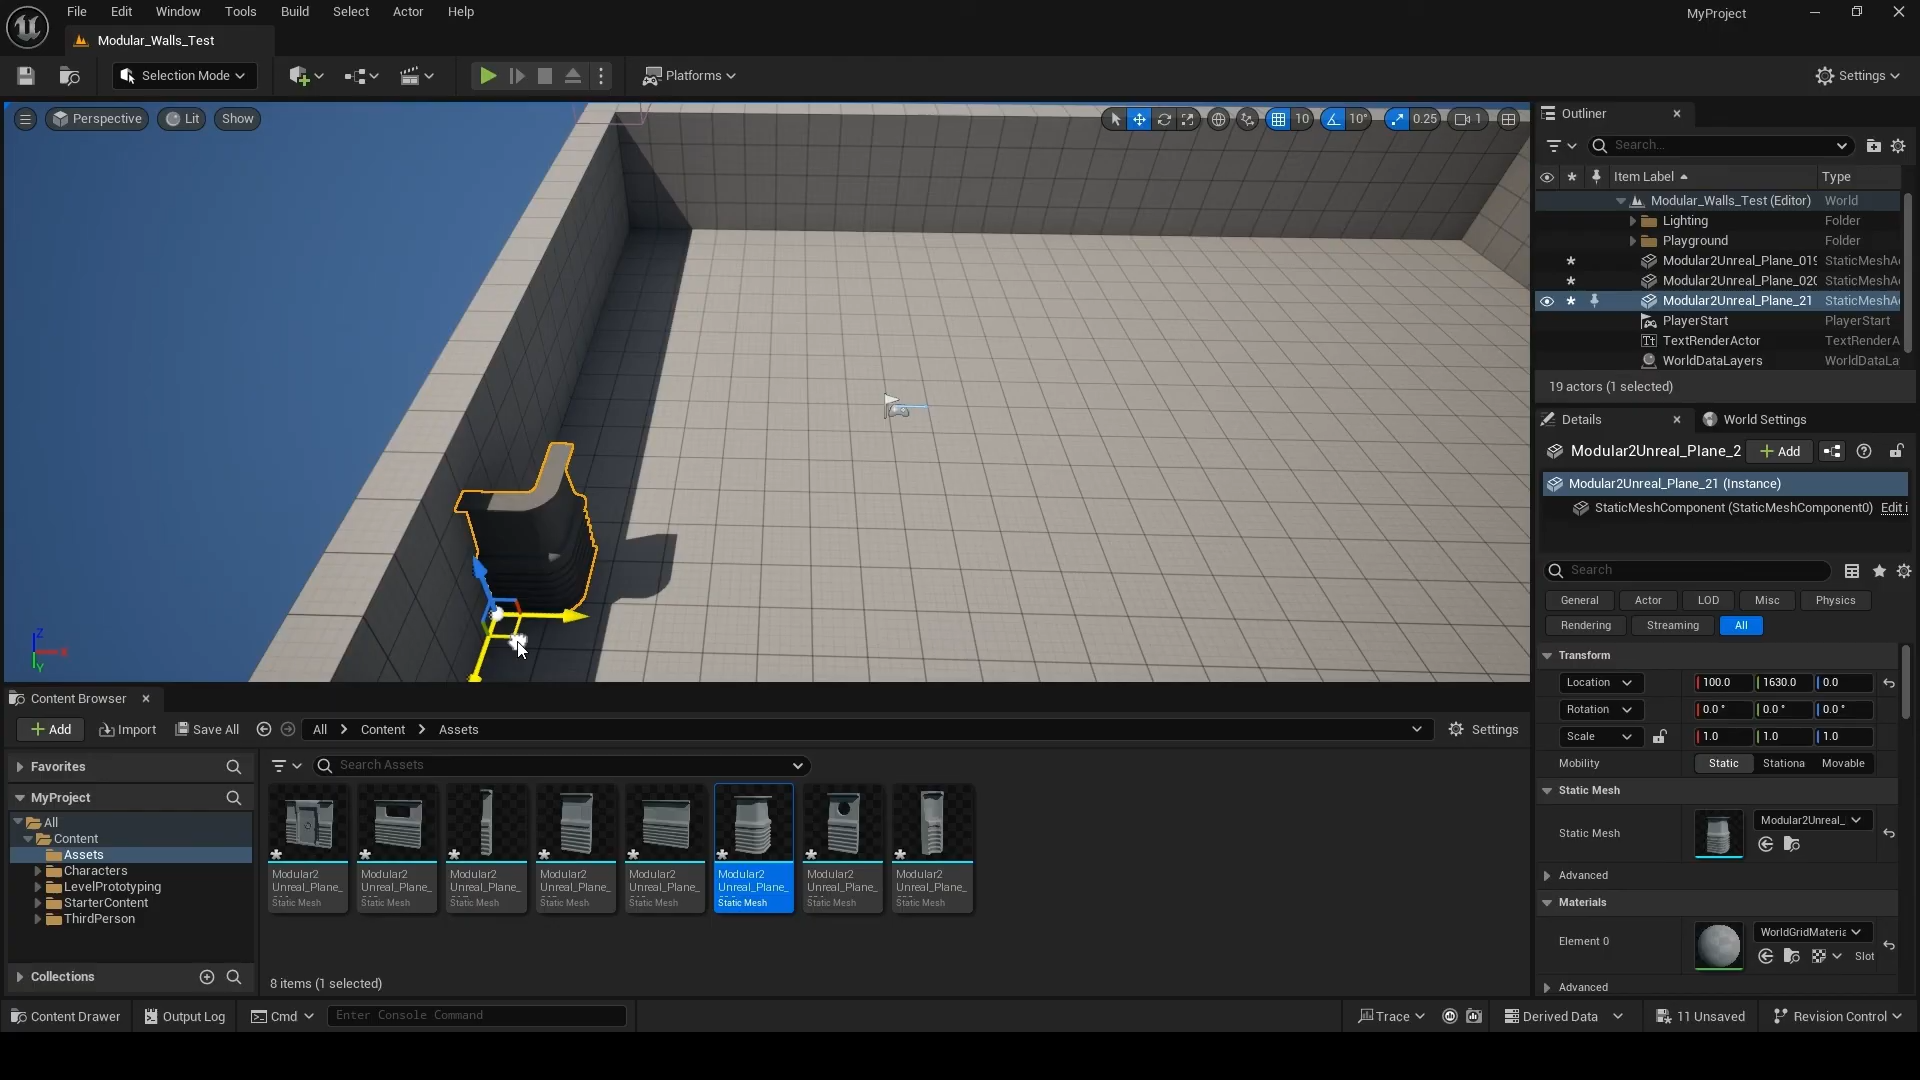 File Edit Window Tools Build Select Actor Help
MyProject
Modular_Walls_Test
Selection Mode
Platforms
Settings
Perspective Lit Show
10 10° 0.25 1
Z
X
Y
Outliner
Search...
Item Label Type
Modular_Walls_Test (Editor) World
Lighting Folder
Playground Folder
Modular2Unreal_Plane_019 StaticMeshA
Modular2Unreal_Plane_020 StaticMeshA
Modular2Unreal_Plane_21 StaticMeshA
PlayerStart PlayerStart
TextRenderActor TextRenderA
WorldDataLayers WorldDataLa
19 actors (1 selected)
Details World Settings
Modular2Unreal_Plane_2 Add
Modular2Unreal_Plane_21 (Instance)
StaticMeshComponent (StaticMeshComponent0) Edit i
Search
General Actor LOD Misc Physics
Rendering Streaming All
Transform
Location 100.0 1630.0 0.0
Rotation 0.0 ° 0.0 ° 0.0 °
Scale 1.0 1.0 1.0
Mobility Static Stationa Movable
Static Mesh
Static Mesh Modular2Unreal_
Advanced
Materials
Element 0 WorldGridMateria
Slot
Advanced
Content Browser
Add Import Save All All Content Assets Settings
Favorites Search Assets
MyProject
All
Content
Assets
Characters
LevelPrototyping
StarterContent
ThirdPerson
Collections
Modular2 Modular2 Modular2 Modular2 Modular2 Modular2 Modular2 Modular2
Unreal_Plane_ Unreal_Plane_ Unreal_Plane_ Unreal_Plane_ Unreal_Plane_ Unreal_Plane_ Unreal_Plane_ Unreal_Plane_
Static Mesh Static Mesh Static Mesh Static Mesh Static Mesh Static Mesh Static Mesh Static Mesh
8 items (1 selected)
Content Drawer Output Log Cmd Enter Console Command Trace Derived Data 11 Unsaved Revision Control